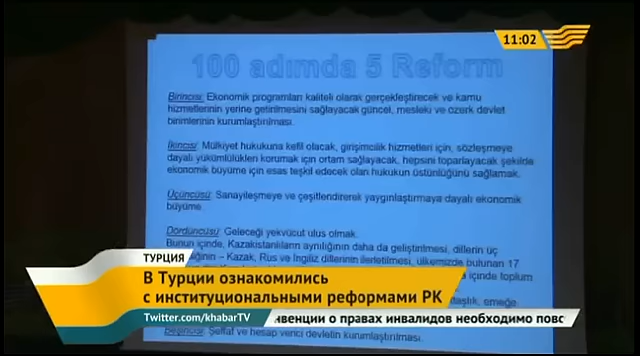 11:02
100 adımda 5 Reform
Birincisi: Ekonomik programları kaliteli olarak gerçekleştirecek ve kamu
hizmetlerinin yerine getirilmesini sağlayacak güncel, mesleki ve özerk devlet
birimlerinin kurumlaştırılması.
İkincisi: Mülkiyet hukukuna kefil olacak, girişimcilik hizmetleri için, sözleşmeye
dayalı yükümlülükleri korumak için ortam sağlayacak, hepsini toparlayacak şekilde
ekonomik büyüme için esas teşkil edecek olan hukukun üstünlüğünü sağlamak.
Üçüncüsü: Sanayileşmeye ve çeşitlendirerek yaygınlaştırmaya dayalı ekonomik
büyüme.
Dördüncüsü: Geleceği yekvücut ulus olmak.
Bunun içinde, Kazakistanlıların aynılığının daha da geliştirilmesi, dillerin üç
– Kazak, Rus ve İngiliz dillerinin ilerletilmesi, ülkemizde bulunan 17
içinde toplum
emeğe
Beşincisi: Şeffaf ve hesap verici devletin kurumlaştırılması.
ТУРЦИЯ
В Турции ознакомились
с институциональными реформами РК
Twitter.com/khabarTV
нвенции о правах инвалидов необходимо